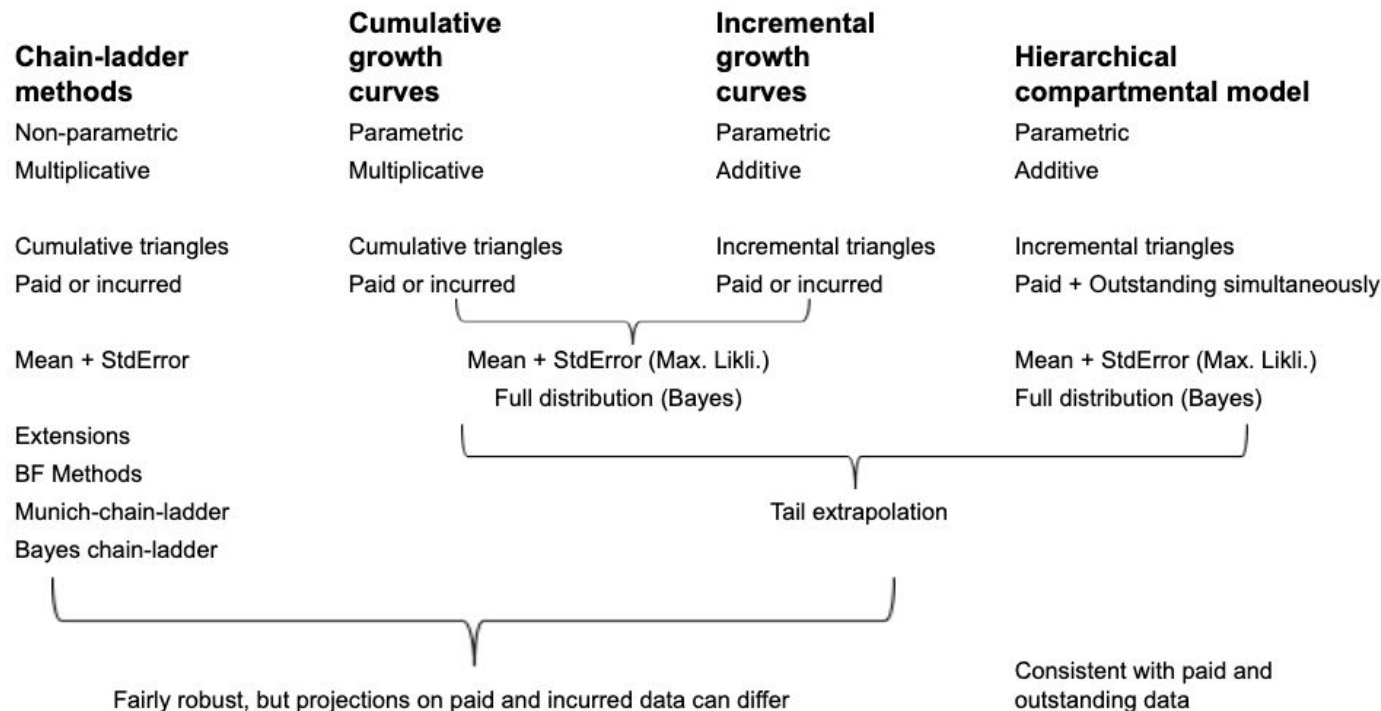 Chain-ladder
methods
Non-parametric
Multiplicative
Cumulative triangles
Paid or incurred
Mean + StdError
Extensions
BF Methods
Munich-chain-ladder
Bayes chain-ladder
Cumulative
growth
curves
Parametric
Multiplicative
Cumulative triangles
Paid or incurred
Incremental
growth
curves
Parametric
Additive
Incremental triangles
Paid or incurred
Mean + StdError (Max. Likli.)
Full distribution (Bayes)
Hierarchical
compartmental model
Parametric
Additive
Incremental triangles
Paid + Outstanding simultaneously
Mean + StdError (Max. Likli.)
Full distribution (Bayes)
Tail extrapolation
Fairly robust, but projections on paid and incurred data can differ
Consistent with paid and
outstanding data